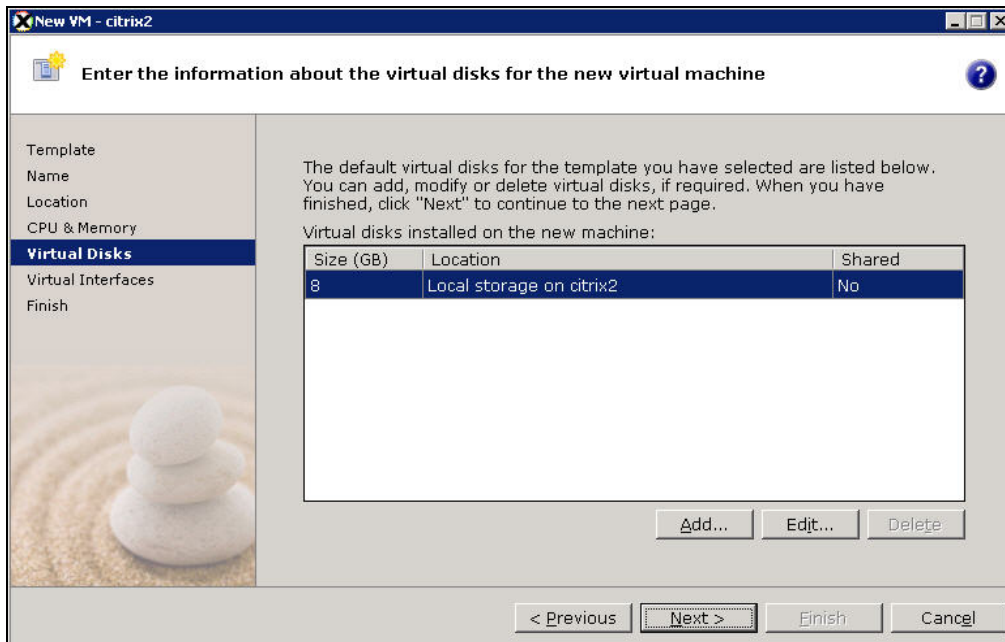 New VM - citrix2
Enter the information about the virtual disks for the new virtual machine
?
Template
Name
Location
CPU & Memory
Virtual Disks
Virtual Interfaces
Finish
The default virtual disks for the template you have selected are listed below.
You can add, modify or delete virtual disks, if required. When you have
finished, click "Next" to continue to the next page.
Virtual disks installed on the new machine:
Size (GB) Location Shared
8 Local storage on citrix2 No
Add... Edit... Delete
< Previous Next > Finish Cancel